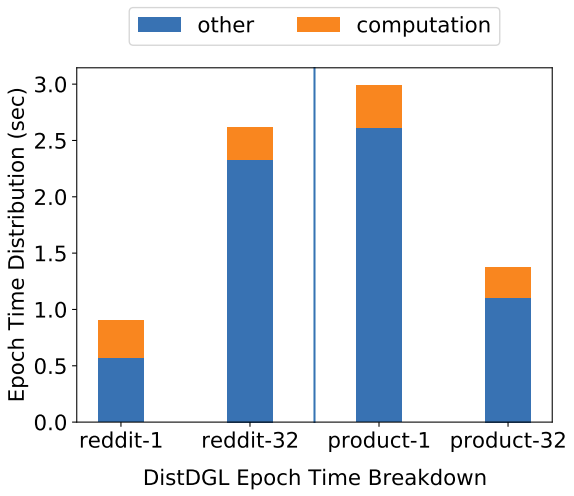 other computation
Epoch Time Distribution (sec)
3.0
2.5
2.0
1.5
1.0
0.5
0.0
reddit-1 reddit-32 product-1 product-32
DistDGL Epoch Time Breakdown